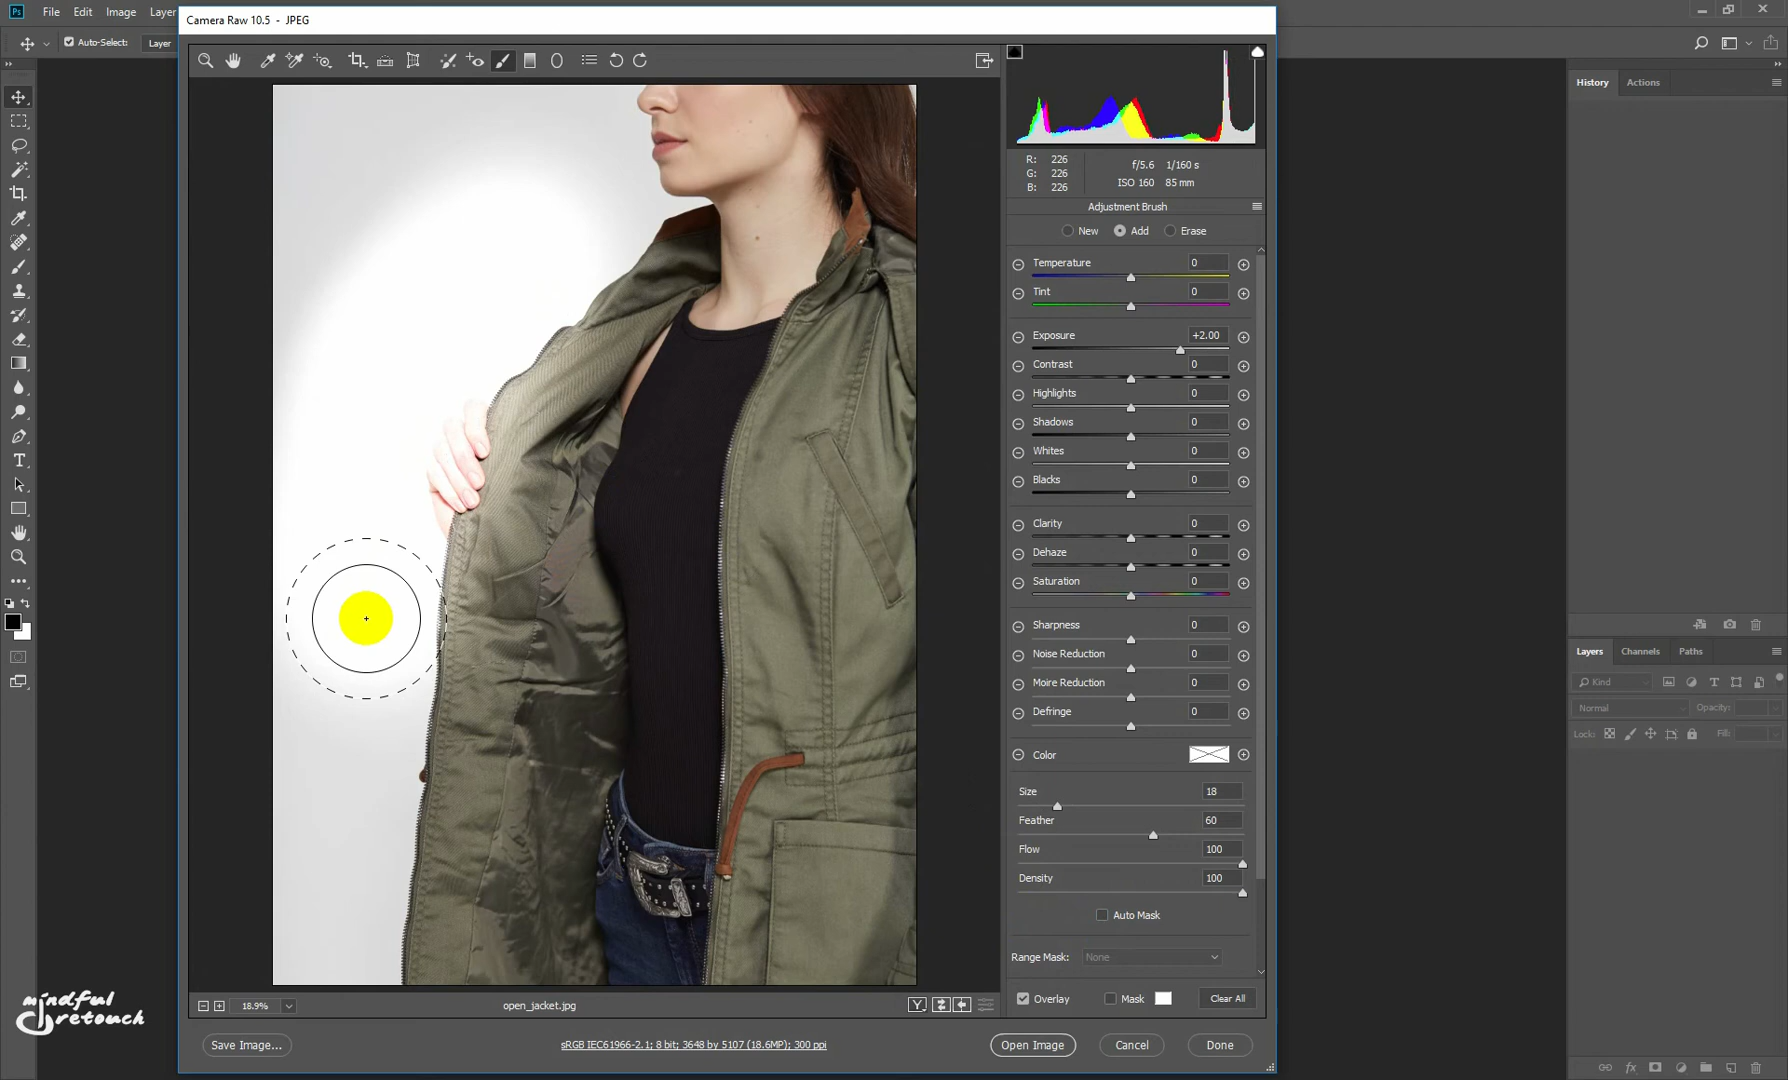 Camera Raw 10.5 - JPEG
Ps File Edit Image Layer
Auto-Select: Layer
History Actions
R: 226
G: 226
B: 226
f/5.6 1/160 s
ISO 160 85 mm
Adjustment Brush
New Add Erase
Temperature 0
Tint 0
Exposure +2.00
Contrast 0
Highlights 0
Shadows 0
Whites 0
Blacks 0
Clarity 0
Dehaze 0
Saturation 0
Sharpness 0
Noise Reduction 0
Moire Reduction 0
Defringe 0
Color
Size 18
Feather 60
Flow 100
Density 100
Auto Mask
Range Mask: None
Overlay Mask Clear All
18.9% open_jacket.jpg Y
Save Image... sRGB IEC61966-2.1; 8 bit; 3648 by 5107 (18.6MP); 300 ppi Open Image Cancel Done
Layers Channels Paths
Kind
Normal Opacity:
Lock: Fill:
fx
mindful
retouch